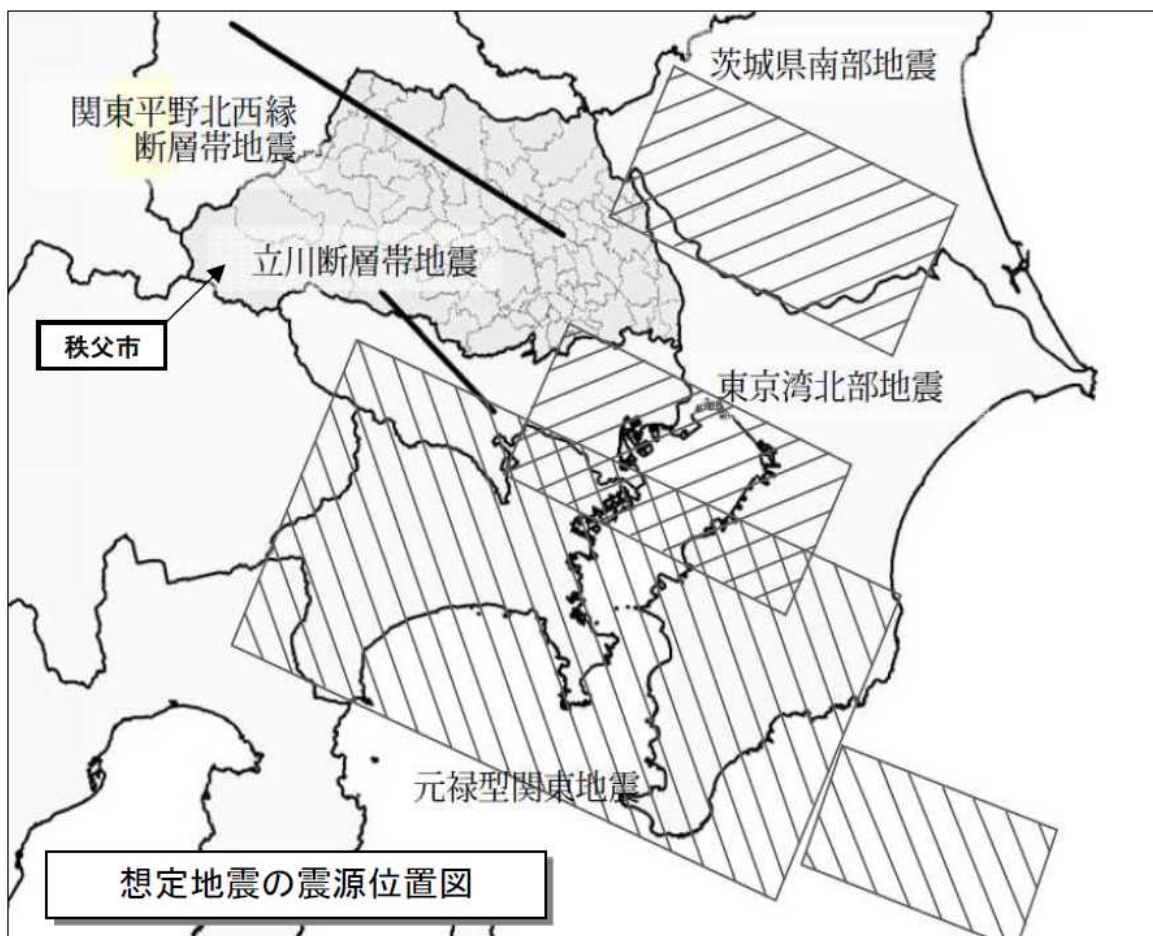 茨城県南部地震
関東平野北西縁
断層帯地震
立川断層帯地震
秩父市
東京湾北部地震
元禄型関東地震
想定地震の震源位置図